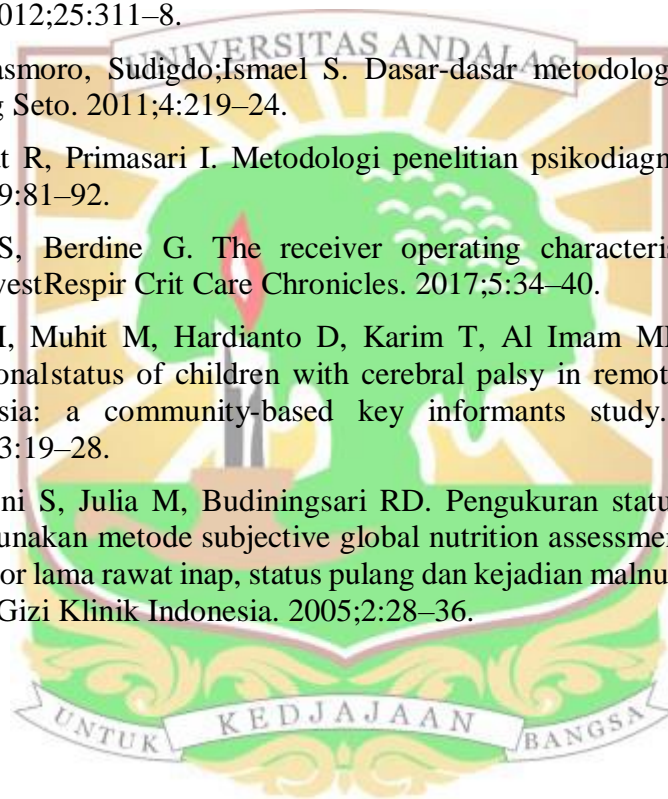 012;25:311–8.
UNIVERSITAS ANDALAS
asmoro, Sudigdo;Ismael S. Dasar-dasar metodolog
g Seto. 2011;4:219–24.
at R, Primasari I. Metodologi penelitian psikodiagn
9:81–92.
S, Berdine G. The receiver operating characteris
vestRespir Crit Care Chronicles. 2017;5:34–40.
I, Muhit M, Hardianto D, Karim T, Al Imam M
onalstatus of children with cerebral palsy in remot
sia: a community-based key informants study.
3:19–28.
ni S, Julia M, Budiningsari RD. Pengukuran statu
unakan metode subjective global nutrition assessmen
or lama rawat inap, status pulang dan kejadian malnu
Gizi Klinik Indonesia. 2005;2:28–36.
UNTUK KEDJAJAAN BANGSA